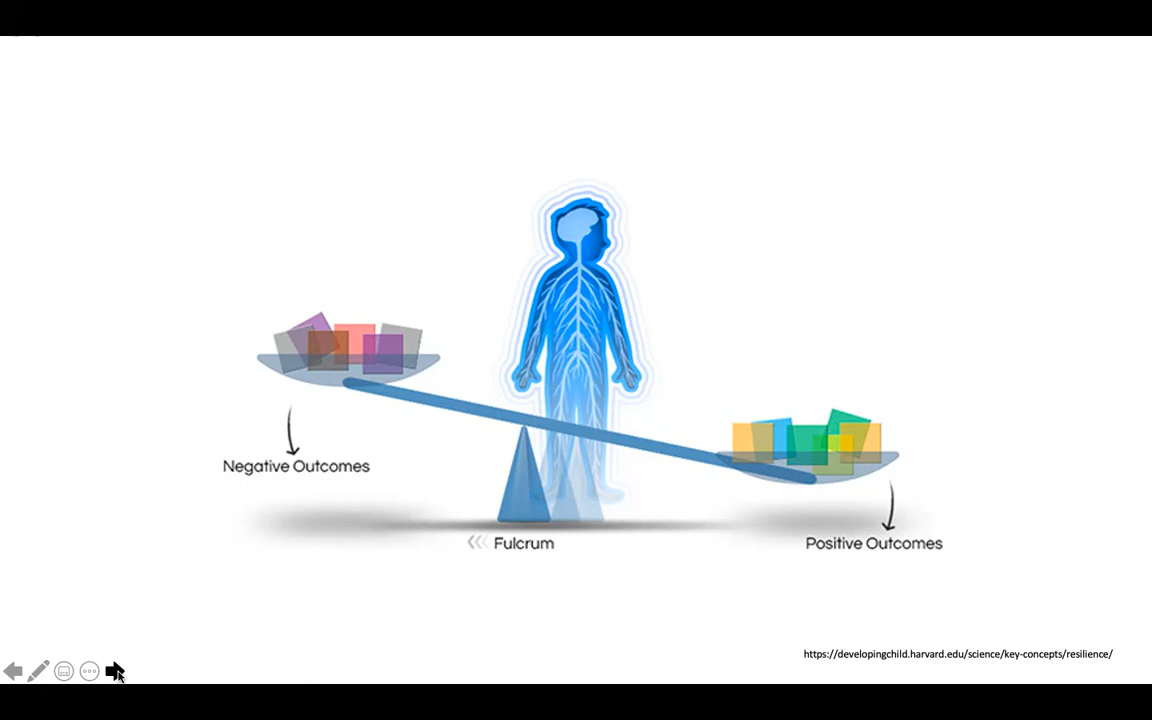 Negative Outcomes
Fulcrum
Positive Outcomes
https://developingchild.harvard.edu/science/key-concepts/resilience/